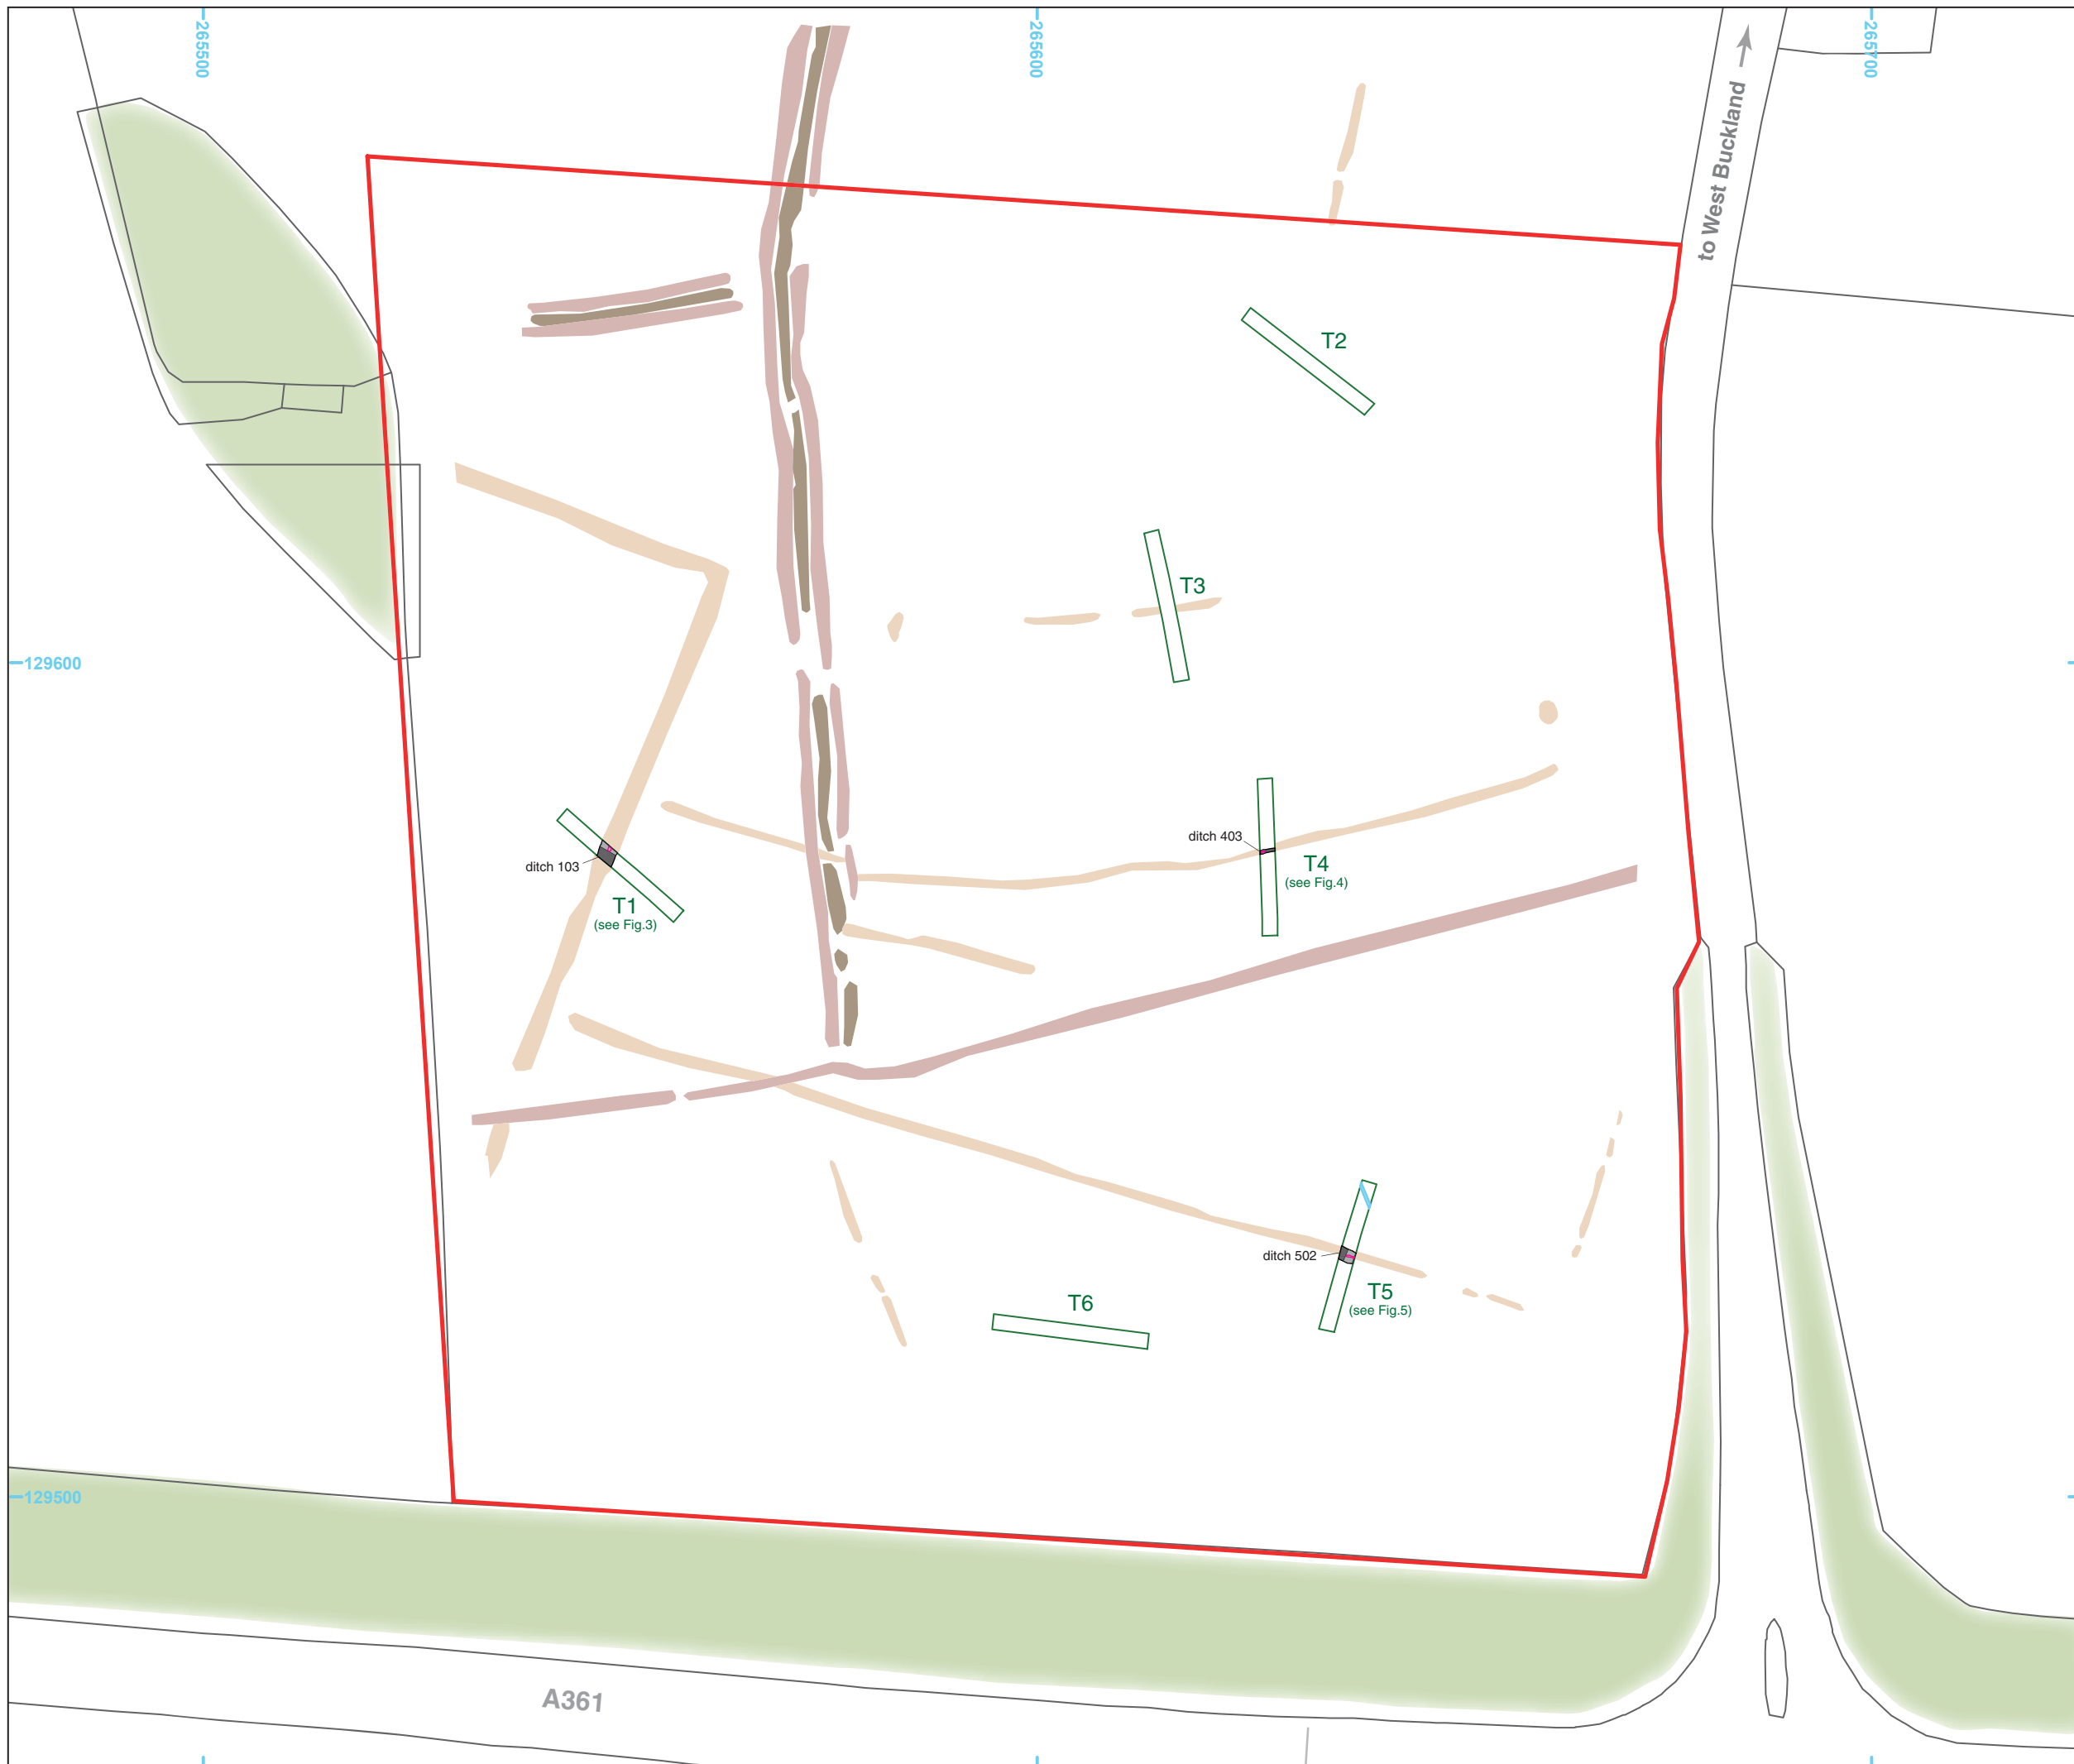 265500
265600
265700
to West Buckland
T2
T3
129600
ditch 403
T4
(see Fig.4)
ditch 103
T1
(see Fig.3)
ditch 502
T5
(see Fig.5)
T6
129500
A361